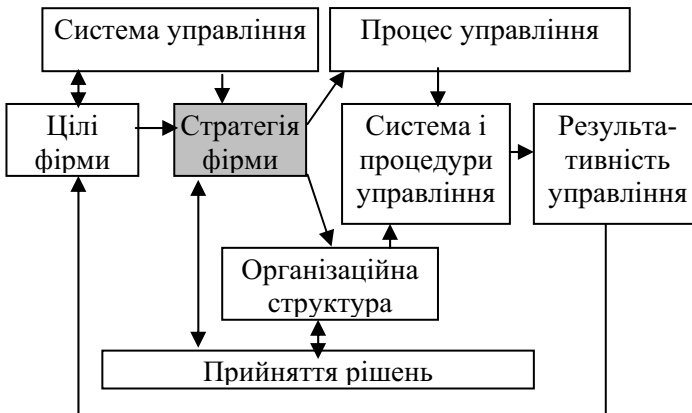 Система управління
Процес управління
Цілі
фірми
Стратегія
фірми
Система і
процедури
управління
Результа-
тивність
управління
Організаційна
структура
Прийняття рішень